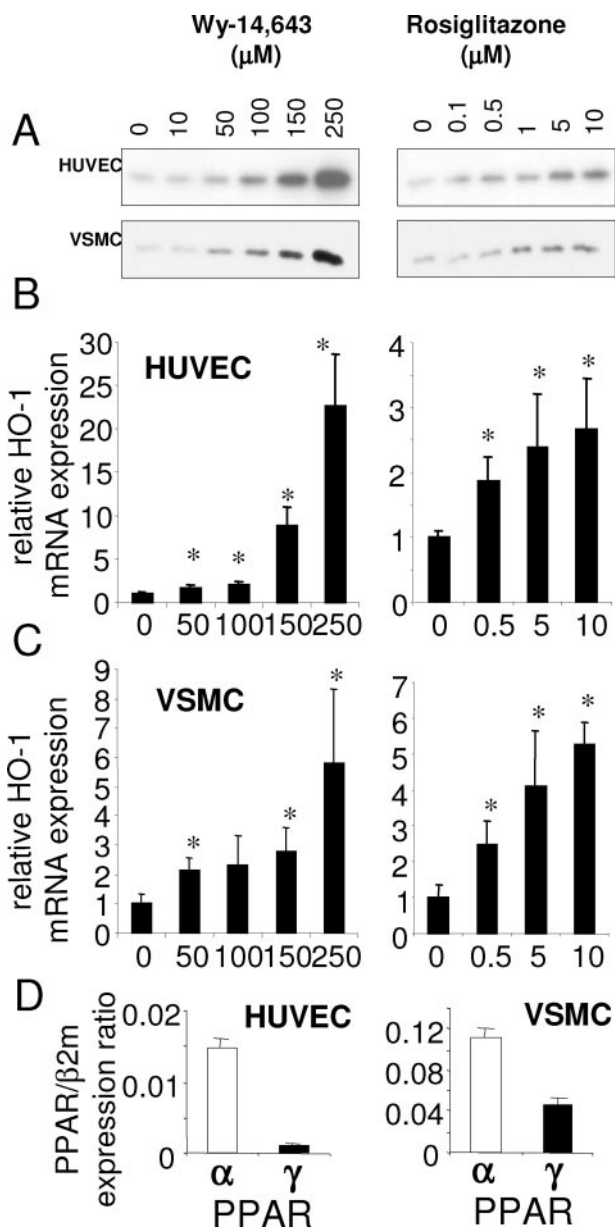 Wy-14,643 Rosiglitazone
(μM) (μM)
A 0 10 50 100 150 250 0 0.1 0.5 1 5 10
HUVEC
VSMC
B
30 4
HUVEC
25
20 3
15 2
10
5 1
0 0
relative HO-1
mRNA expression
* * * * * * *
0 50 100 150 250 0 0.5 5 10
C
9 7
VSMC
8 6
7 5
6
5 4
4 3
3 2
2
1 1
0 0
relative HO-1
mRNA expression
* * * * * *
0 50 100 150 250 0 0.5 5 10
D
0.02 HUVEC 0.12 VSMC
0.01 0.08
0.04
0 0
PPAR/β2m
expression ratio
α γ α γ
PPAR PPAR